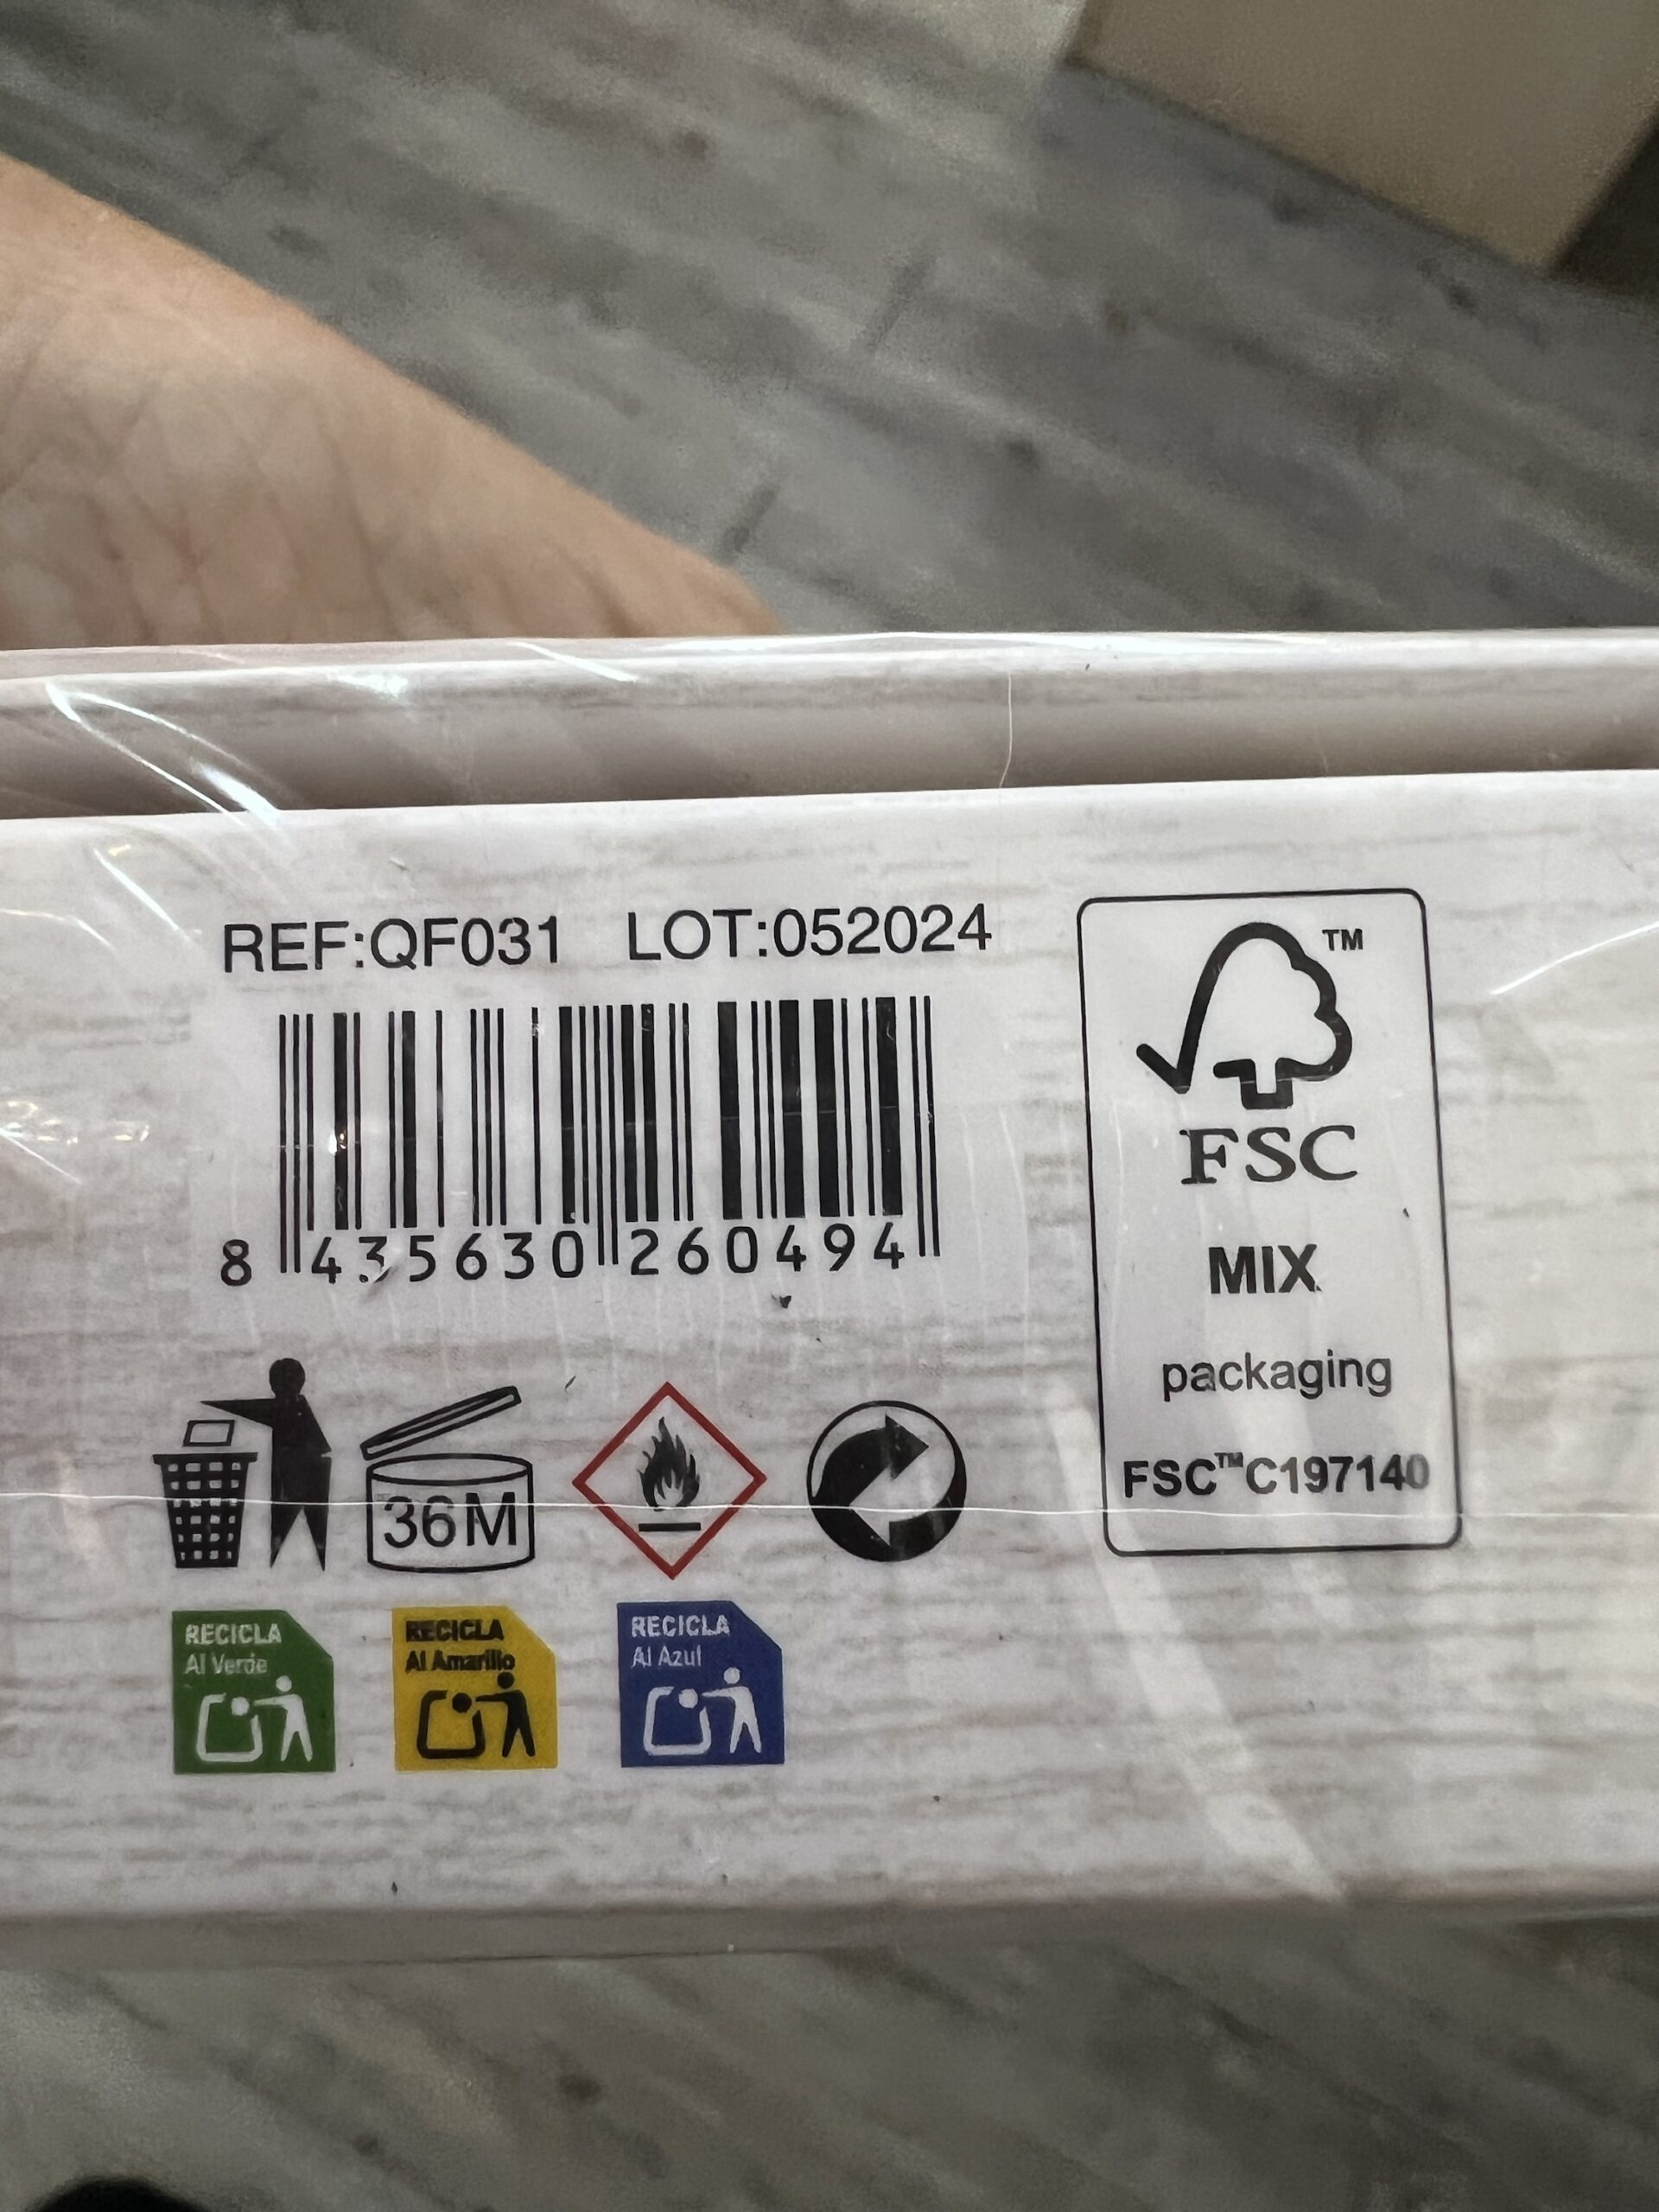 REF:QF031 LOT:052024
8 435630 260494
36M
RECICLA
Al Verde
RECICLA
Al Amarillo
RECICLA
Al Azul
TM
FSC
MIX
packaging
FSC™C197140